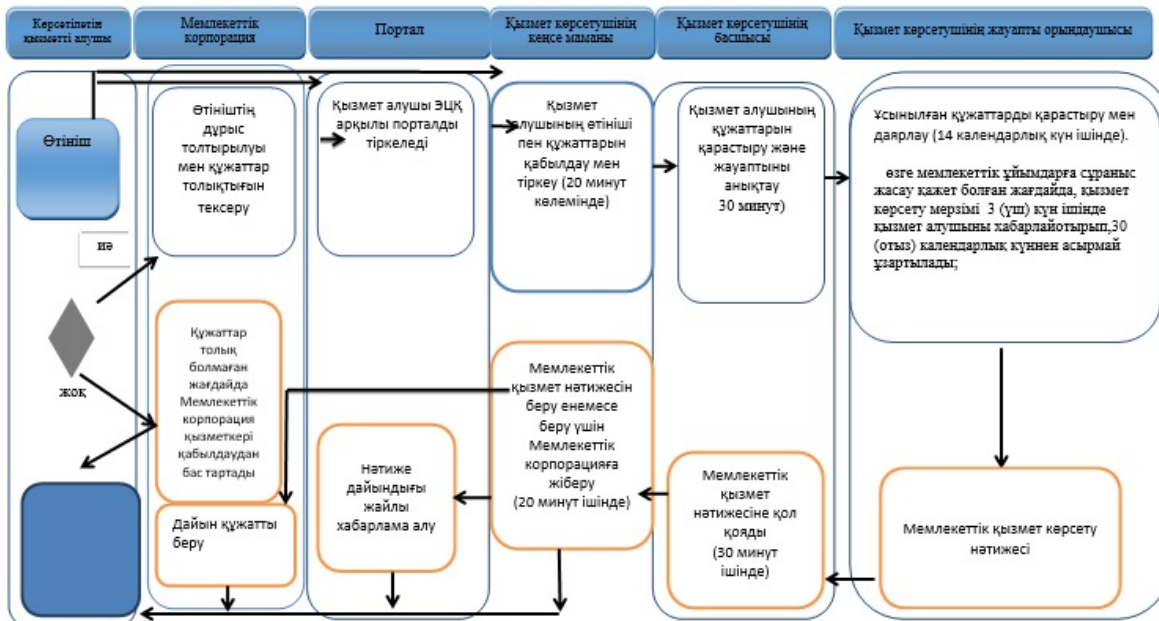 Көрсетілетін
қызметті алушы
Мемлекеттік
корпорация
Портал
Қызмет көрсетушінің
кеңсе маманы
Қызмет көрсетушінің
басшысы
Қызмет көрсетушінің жауапты орындаушысы
Өтініш
Өтініштің
дұрыс
толтырылуы
мен құжаттар
толықтығын
тексеру
Қызмет алушы ЭЦҚ
арқылы порталды
тіркеледі
Қызмет
алушының өтініші
пен құжаттарын
қабылдау мен
тіркеу (20 минут
көлемінде)
Қызмет алушының
құжаттарын
қарастыру және
жауаптыны
анықтау
30 минут)
Ұсынылған құжаттарды қарастыру мен
даярлау (14 календарлық күн ішінде).
өзге мемлекеттік ұйымдарға сұраныс
жасау қажет болған жағдайда, қызмет
көрсету мерзімі 3 (үш) күн ішінде
қызмет алушыны хабарлайотырып,30
(отыз) календарлық күннен асырмай
ұзартылады;
иә
жоқ
Құжаттар
толық
болмаған
жағдайда
Мемлекеттік
корпорация
қызметкері
қабылдаудан
бас тартады
Дайын құжатты
беру
Нәтиже
дайындығы
жайлы
хабарлама алу
Мемлекеттік
қызмет нәтижесін
беру енемесе
беру үшін
Мемлекеттік
корпорацияға
жіберу
(20 минут ішінде)
Мемлекеттік
қызмет
нәтижесіне қол
қояды
(30 минут
ішінде)
Мемлекеттік қызмет көрсету
нәтижесі